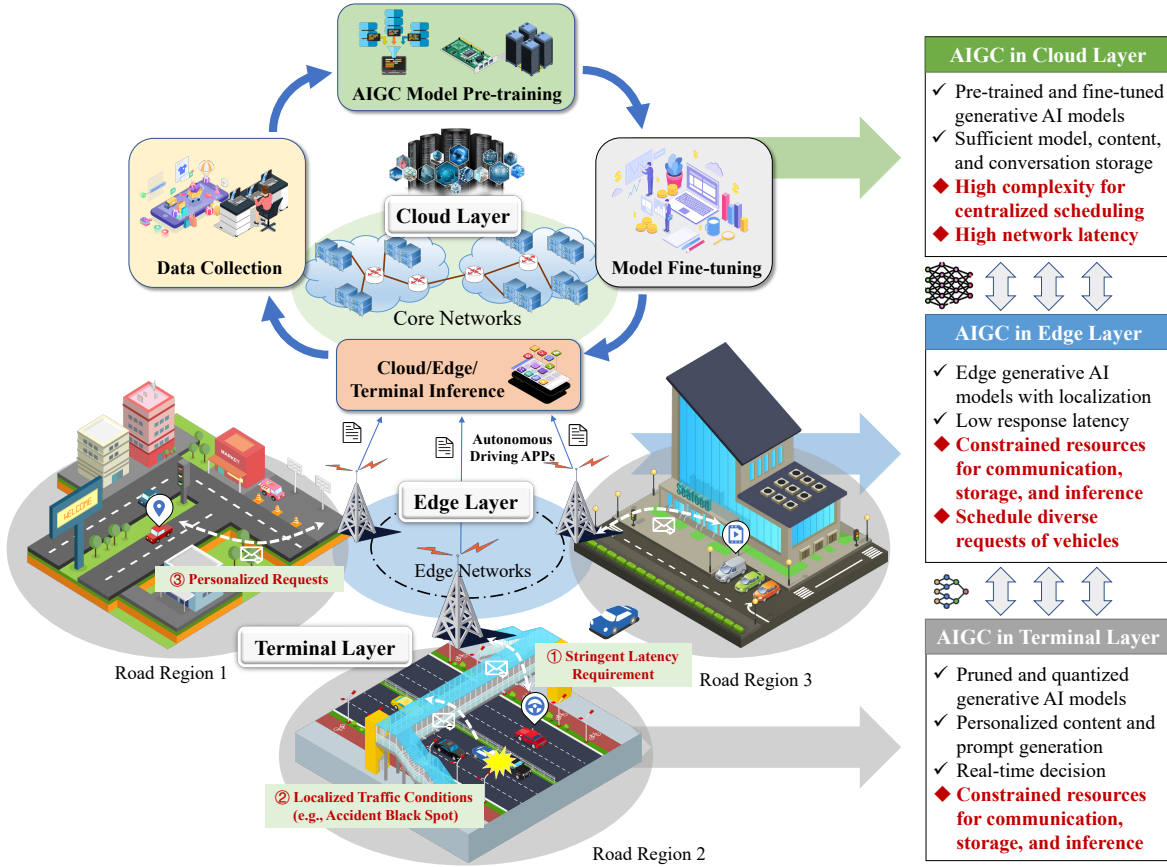 AIGC Model Pre-training
Data Collection
Cloud Layer
Model Fine-tuning
Core Networks
Cloud/Edge/
Terminal Inference
Autonomous
Driving APPs
MARKET
WELCOME
seafood
Edge Layer
Edge Networks
③ Personalized Requests
Road Region 1
Terminal Layer
① Stringent Latency
Requirement
Road Region 3
② Localized Traffic Conditions
(e.g., Accident Black Spot)
Road Region 2
AIGC in Cloud Layer
✓ Pre-trained and fine-tuned
generative AI models
✓ Sufficient model, content,
and conversation storage
◆ High complexity for
centralized scheduling
◆ High network latency
AIGC in Edge Layer
✓ Edge generative AI
models with localization
✓ Low response latency
◆ Constrained resources
for communication,
storage, and inference
◆ Schedule diverse
requests of vehicles
AIGC in Terminal Layer
✓ Pruned and quantized
generative AI models
✓ Personalized content and
prompt generation
✓ Real-time decision
◆ Constrained resources
for communication,
storage, and inference